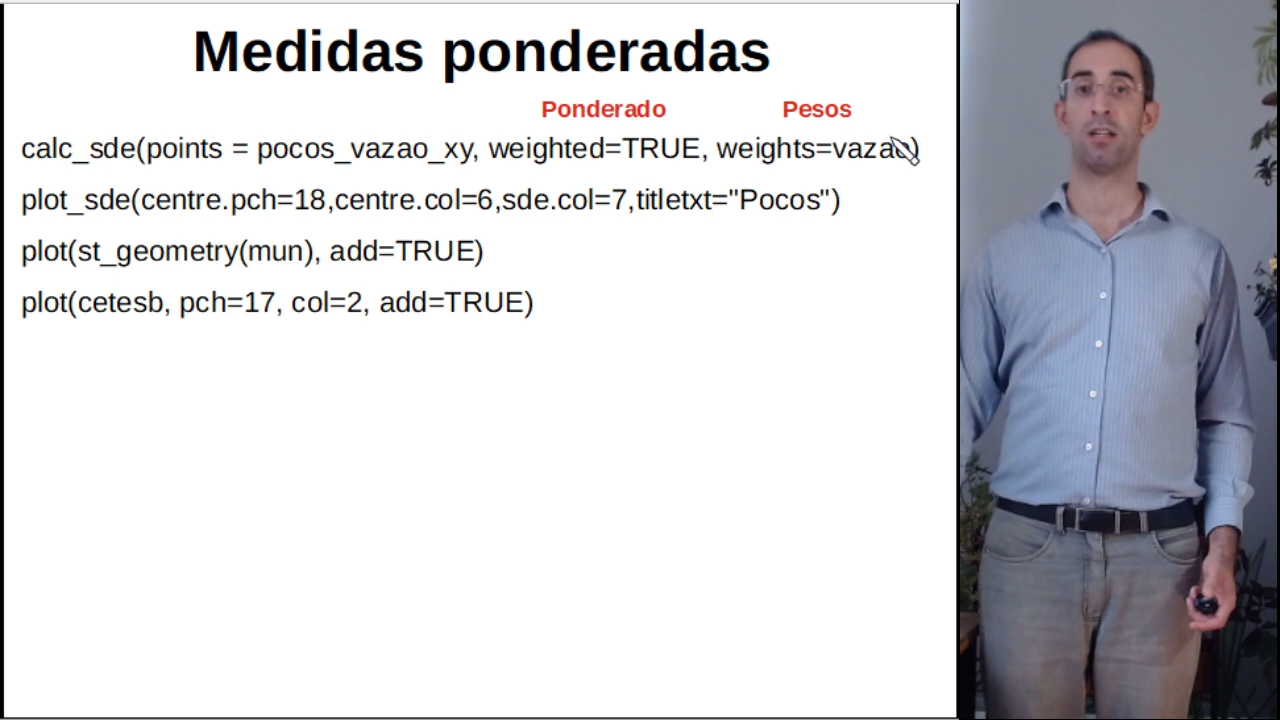 Medidas ponderadas
Ponderado Pesos
calc_sde(points = pocos_vazao_xy, weighted=TRUE, weights=vazao)
plot_sde(centre.pch=18,centre.col=6,sde.col=7,titletxt="Pocos")
plot(st_geometry(mun), add=TRUE)
plot(cetesb, pch=17, col=2, add=TRUE)